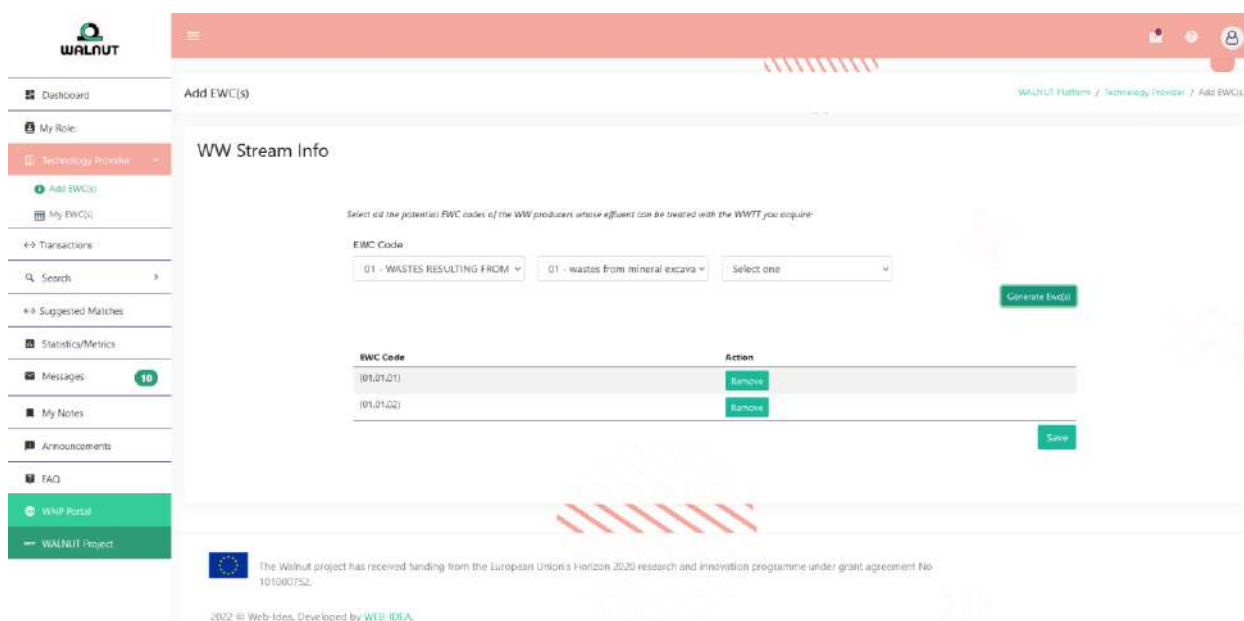 WALNUT
Dashboard
My Role:
Technology Provider
Add EWC(s)
My EWC(s)
Transactions
Search
Suggested Matches
Statistics/Metrics
Messages
10
My Notes
Announcements
FAQ
WNP Portal
WALNUT Project
Add EWC(s)
WALNUT Platform / Technology Provider / Add EWC(s
WW Stream Info
Select all the potential EWC codes of the WW producers whose effluent can be treated with the WWTT you acquire:
EWC Code
01 - WASTES RESULTING FROM
01 - wastes from mineral excava
Select one
Generate Ewc(s)
EWC Code Action
(01.01.01) Remove
(01.01.02) Remove
Save
The Walnut project has received funding from the European Union's Horizon 2020 research and innovation programme under grant agreement No
101000752.
2022 © Web-Idea. Developed by WEB-IDEA.